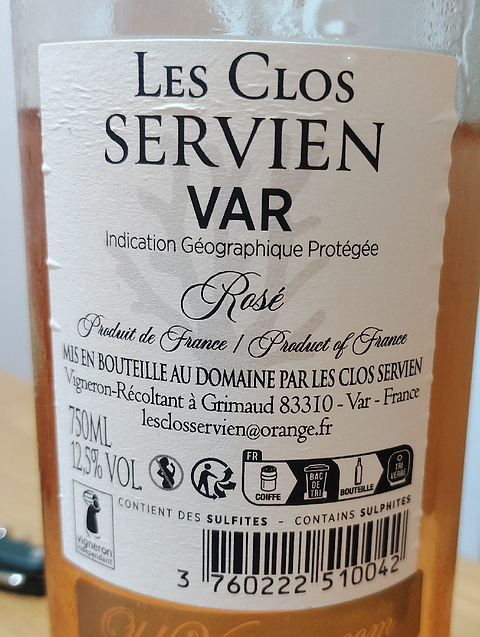 LES CLOS
SERVIEN
VAR
Indication Géographique Protégée
Rosé
Produit de France / Product of France
MIS EN BOUTEILLE AU DOMAINE PAR LES CLOS SERVIEN
Vigneron-Récoltant à Grimaud 83310 - Var - France
lesclosservien@orange.fr
750ML
12,5% VOL.
FR
COIFFE
BAC DE TRI
BOUTEILLE
TRI VERRE
CONTIENT DES SULFITES - CONTAINS SULPHITES
vigneron
indépendant
3 760222 510042